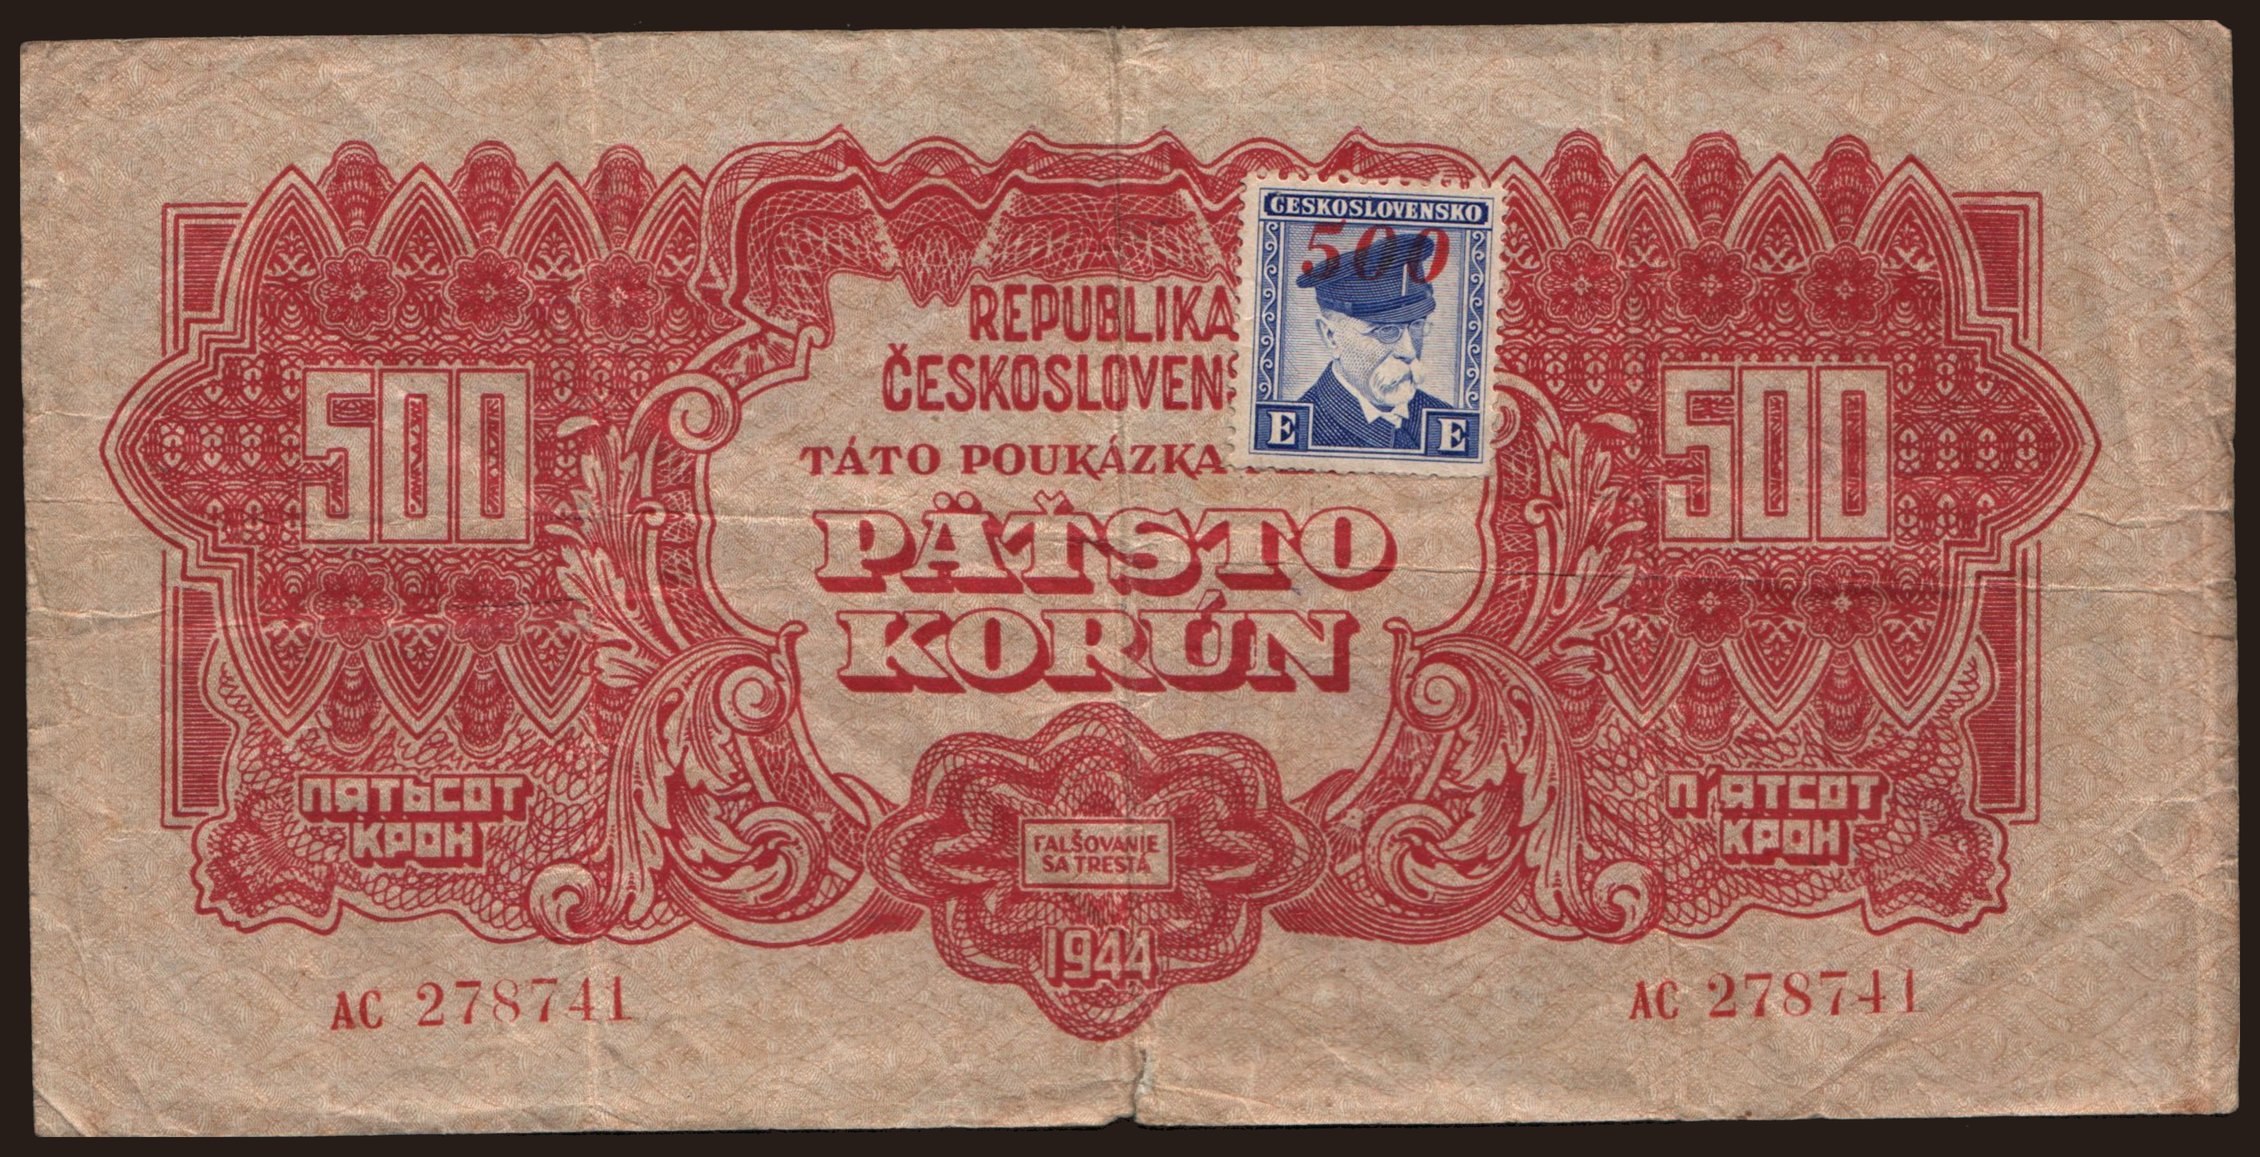 ČESKOSLOVENSKO
500
REPUBLIKA
ČESKOSLOVENS
TÁTO POUKÁZKA
500
500
E E
PÄŤSTO
KORÚN
ПЯТЬСОТ
КРОН
П'ЯТСОТ
КРОН
FALŠOVANIE
SA TRESTÁ
1944
AC 278741
AC 278741